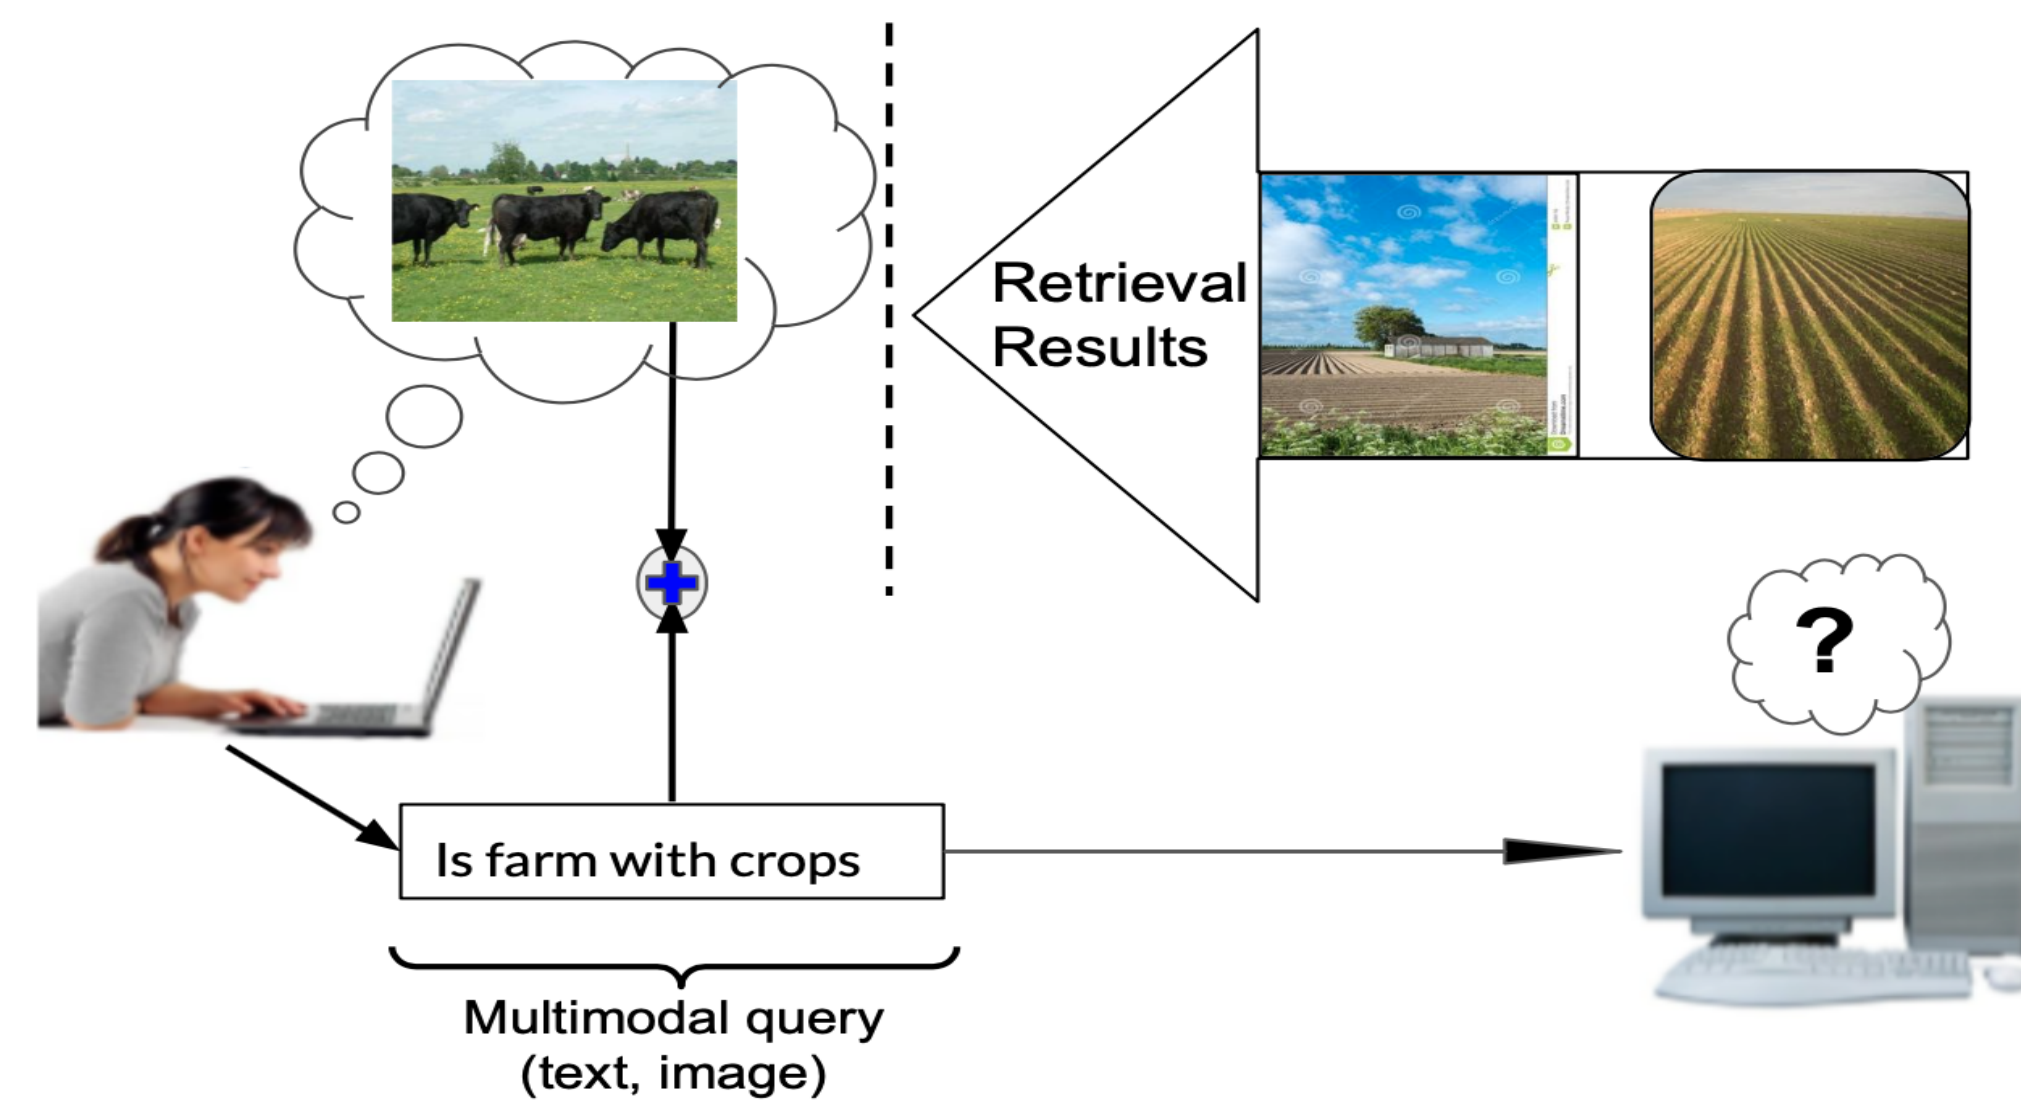 Retrieval
Results
?
Is farm with crops
Multimodal query
(text, image)